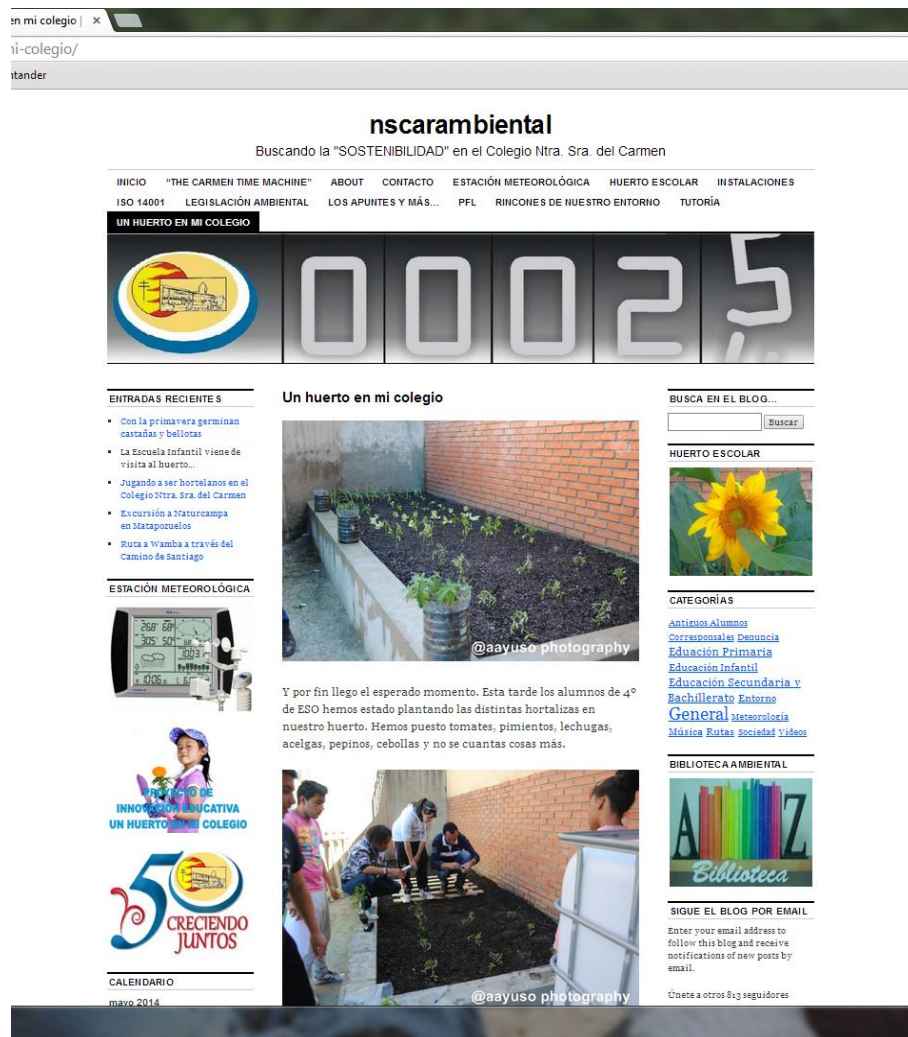 en mi colegio |
ni-colegio/
ntander
nscarambiental
Buscando la "SOSTENIBILIDAD" en el Colegio Ntra. Sra. del Carmen
INICIO "THE CARMEN TIME MACHINE" ABOUT CONTACTO ESTACIÓN METEOROLÓGICA HUERTO ESCOLAR INSTALACIONES
ISO 14001 LEGISLACIÓN AMBIENTAL LOS APUNTES Y MÁS... PFL RINCONES DE NUESTRO ENTORNO TUTORÍA
UN HUERTO EN MI COLEGIO
0 0 0 2 5
ENTRADAS RECIENTES
Con la primavera germinan
castañas y bellotas
La Escuela Infantil viene de
visita al huerto...
Jugando a ser hortelanos en el
Colegio Ntra. Sra. del Carmen
Excursión a Naturcampa
en Matapozuelos
Ruta a Wamba a través del
Camino de Santiago
ESTACIÓN METEOROLÓGICA
PROYECTO DE
INNOVACIÓN EDUCATIVA
UN HUERTO EN MI COLEGIO
50
CRECIENDO
JUNTOS
CALENDARIO
mayo 2014
Un huerto en mi colegio
@aayuso photography
Y por fin llego el esperado momento. Esta tarde los alumnos de 4º
de ESO hemos estado plantando las distintas hortalizas en
nuestro huerto. Hemos puesto tomates, pimientos, lechugas,
acelgas, pepinos, cebollas y no se cuantas cosas más.
@aayuso photography
BUSCA EN EL BLOG...
Buscar
HUERTO ESCOLAR
CATEGORÍAS
Antiguos Alumnos
Corresponsales Denuncia
Eduación Primaria
Educación Infantil
Educación Secundaria y
Bachillerato Entorno
General Meteorología
Música Rutas Sociedad Videos
BIBLIOTECA AMBIENTAL
A Z
Biblioteca
SIGUE EL BLOG POR EMAIL
Enter your email address to
follow this blog and receive
notifications of new posts by
email.
Únete a otros 813 seguidores